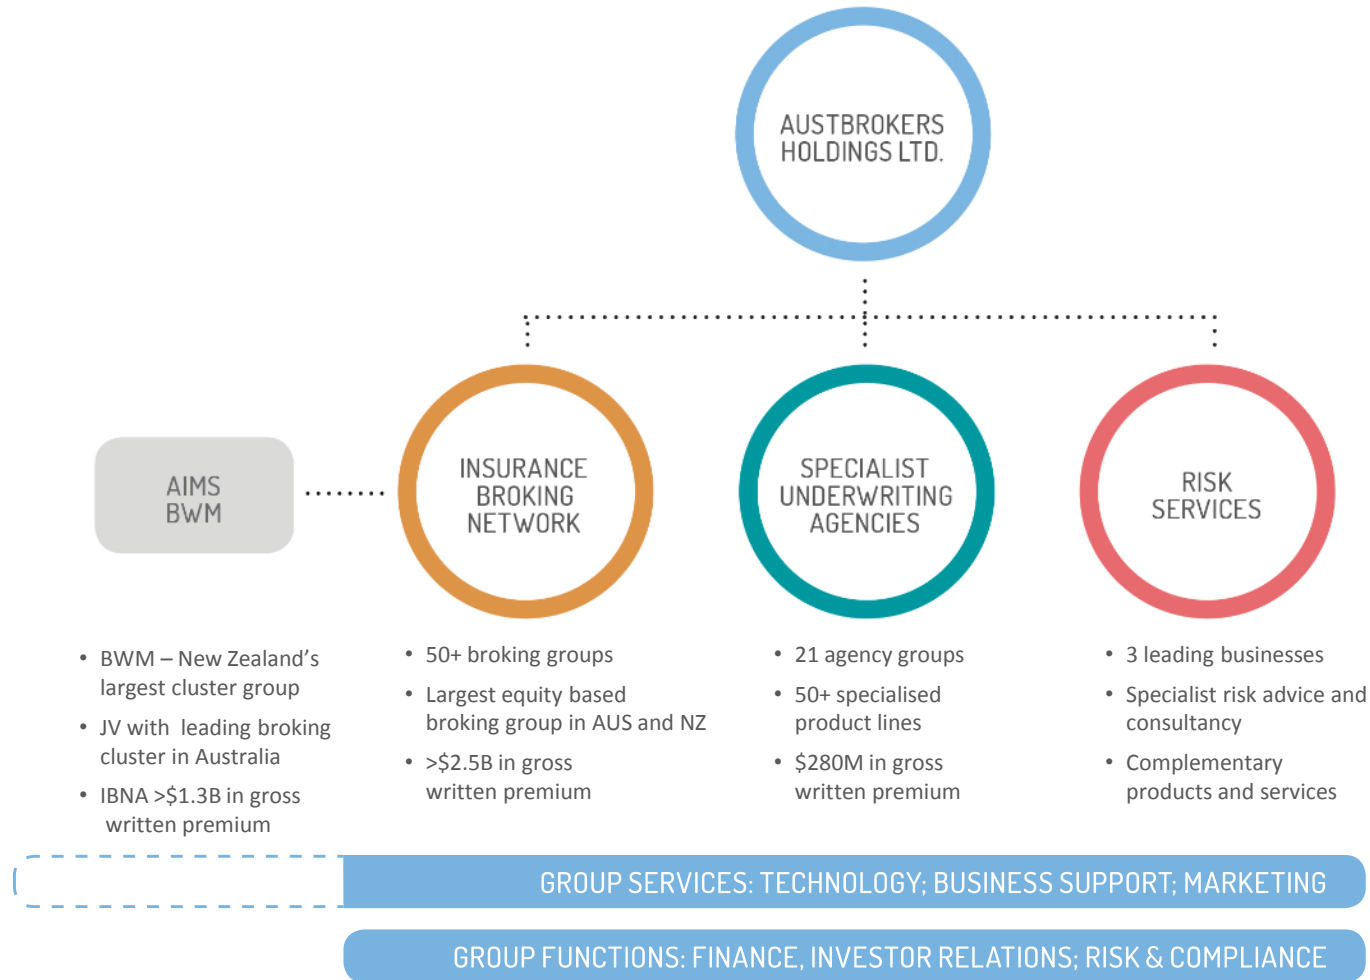 AUSTBROKERS
HOLDINGS LTD.
AIMS
BWM
INSURANCE
BROKING
NETWORK
SPECIALIST
UNDERWRITING
AGENCIES
RISK
SERVICES
• BWM – New Zealand's
largest cluster group
• JV with leading broking
cluster in Australia
• IBNA >$1.3B in gross
written premium
• 50+ broking groups
• Largest equity based
broking group in AUS and NZ
• >$2.5B in gross
written premium
• 21 agency groups
• 50+ specialised
product lines
• $280M in gross
written premium
• 3 leading businesses
• Specialist risk advice and
consultancy
• Complementary
products and services
GROUP SERVICES: TECHNOLOGY; BUSINESS SUPPORT; MARKETING
GROUP FUNCTIONS: FINANCE, INVESTOR RELATIONS; RISK & COMPLIANCE